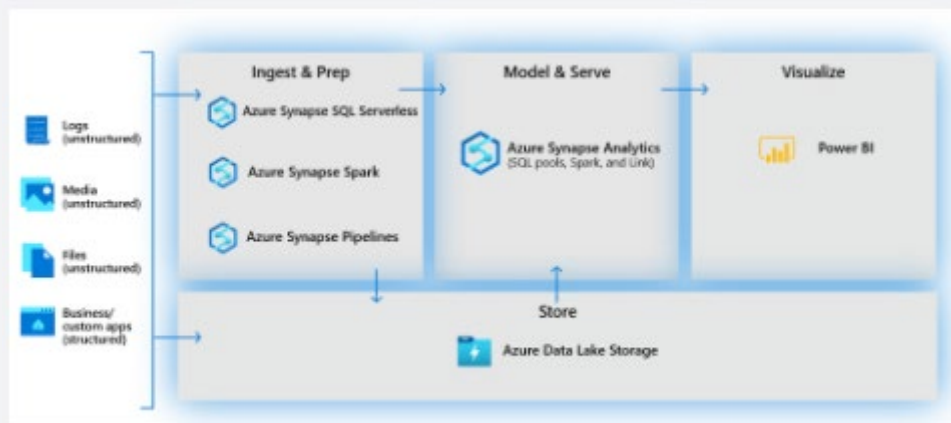 Ingest & Prep
Model & Serve
Visualize
Logs
(unstructured)
Media
(unstructured)
Files
(unstructured)
Business/
custom apps
(structured)
Azure Synapse SQL Serverless
Azure Synapse Spark
Azure Synapse Pipelines
Azure Synapse Analytics
(SQL pools, Spark, and Link)
Power BI
Store
Azure Data Lake Storage